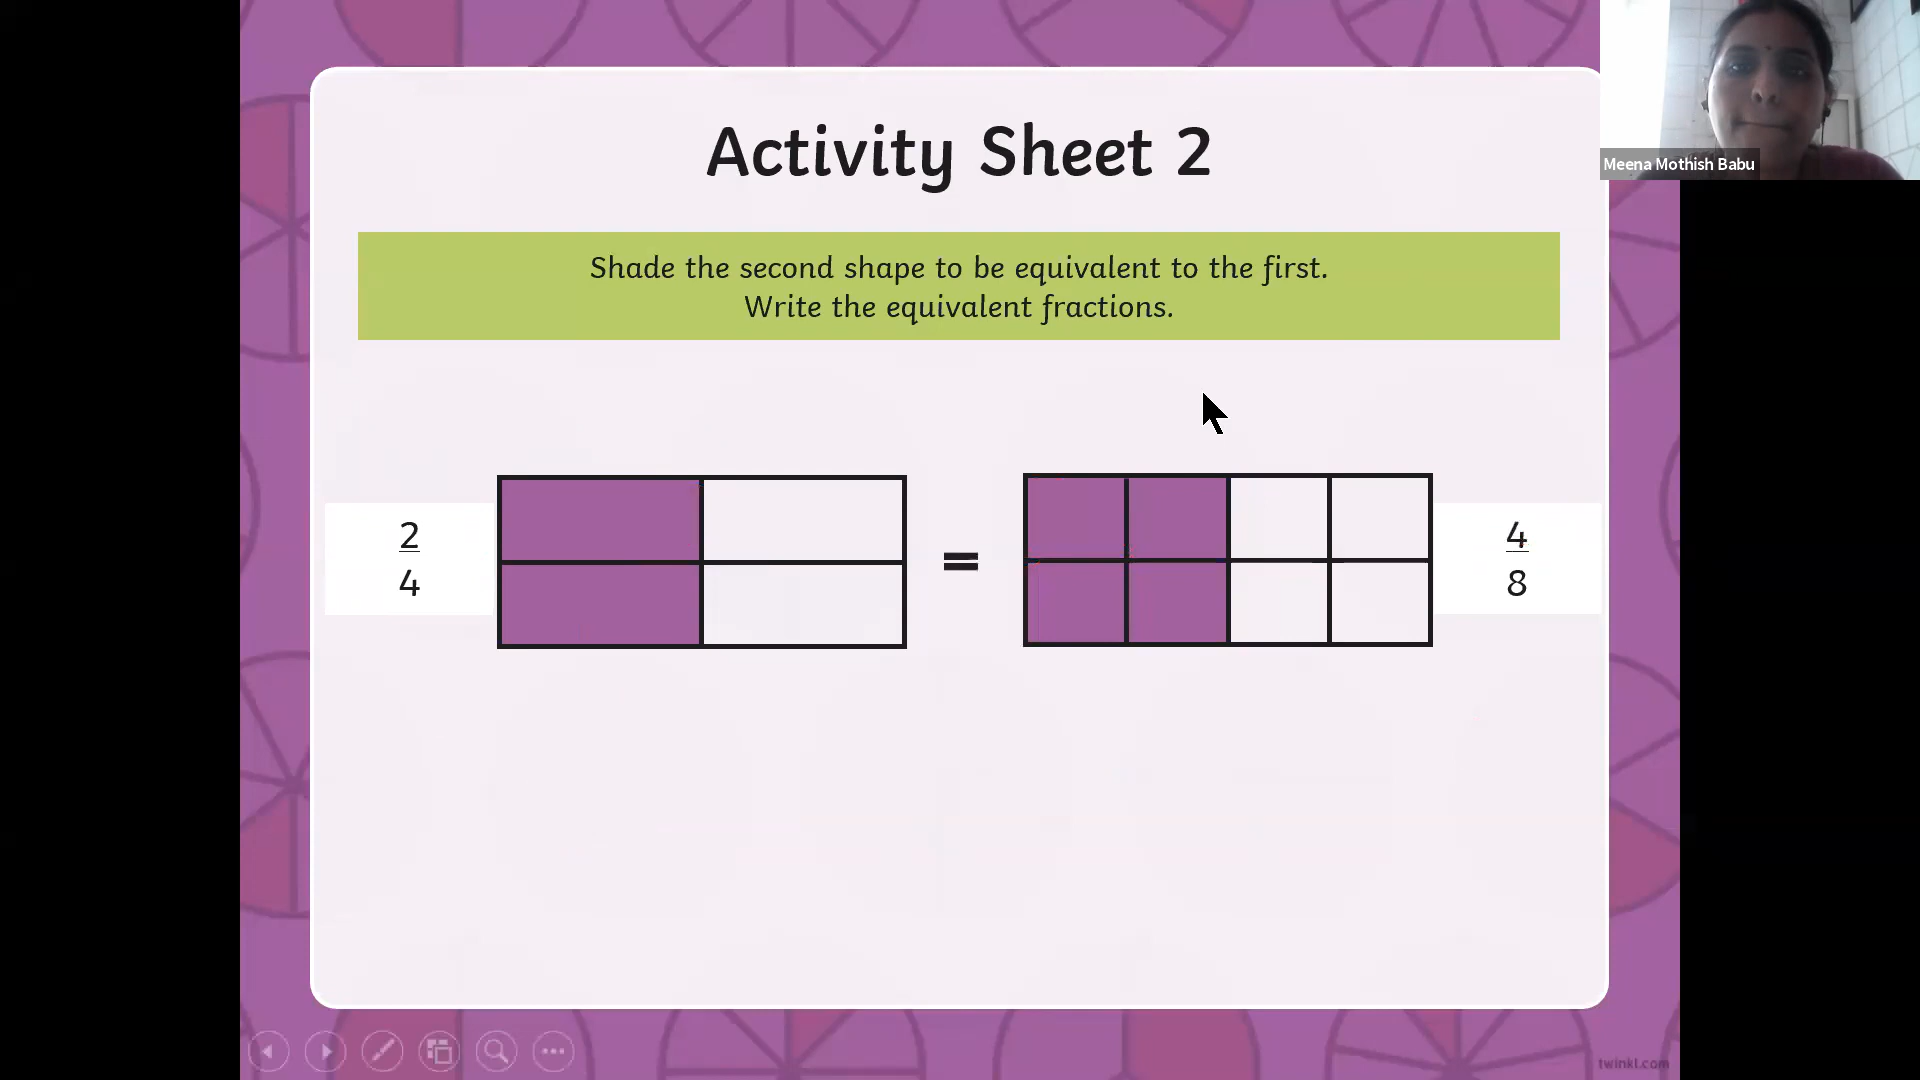 Activity Sheet 2
Meena Mothish Babu
Shade the second shape to be equivalent to the first.
Write the equivalent fractions.
2
4
=
4
8
twinkl.com